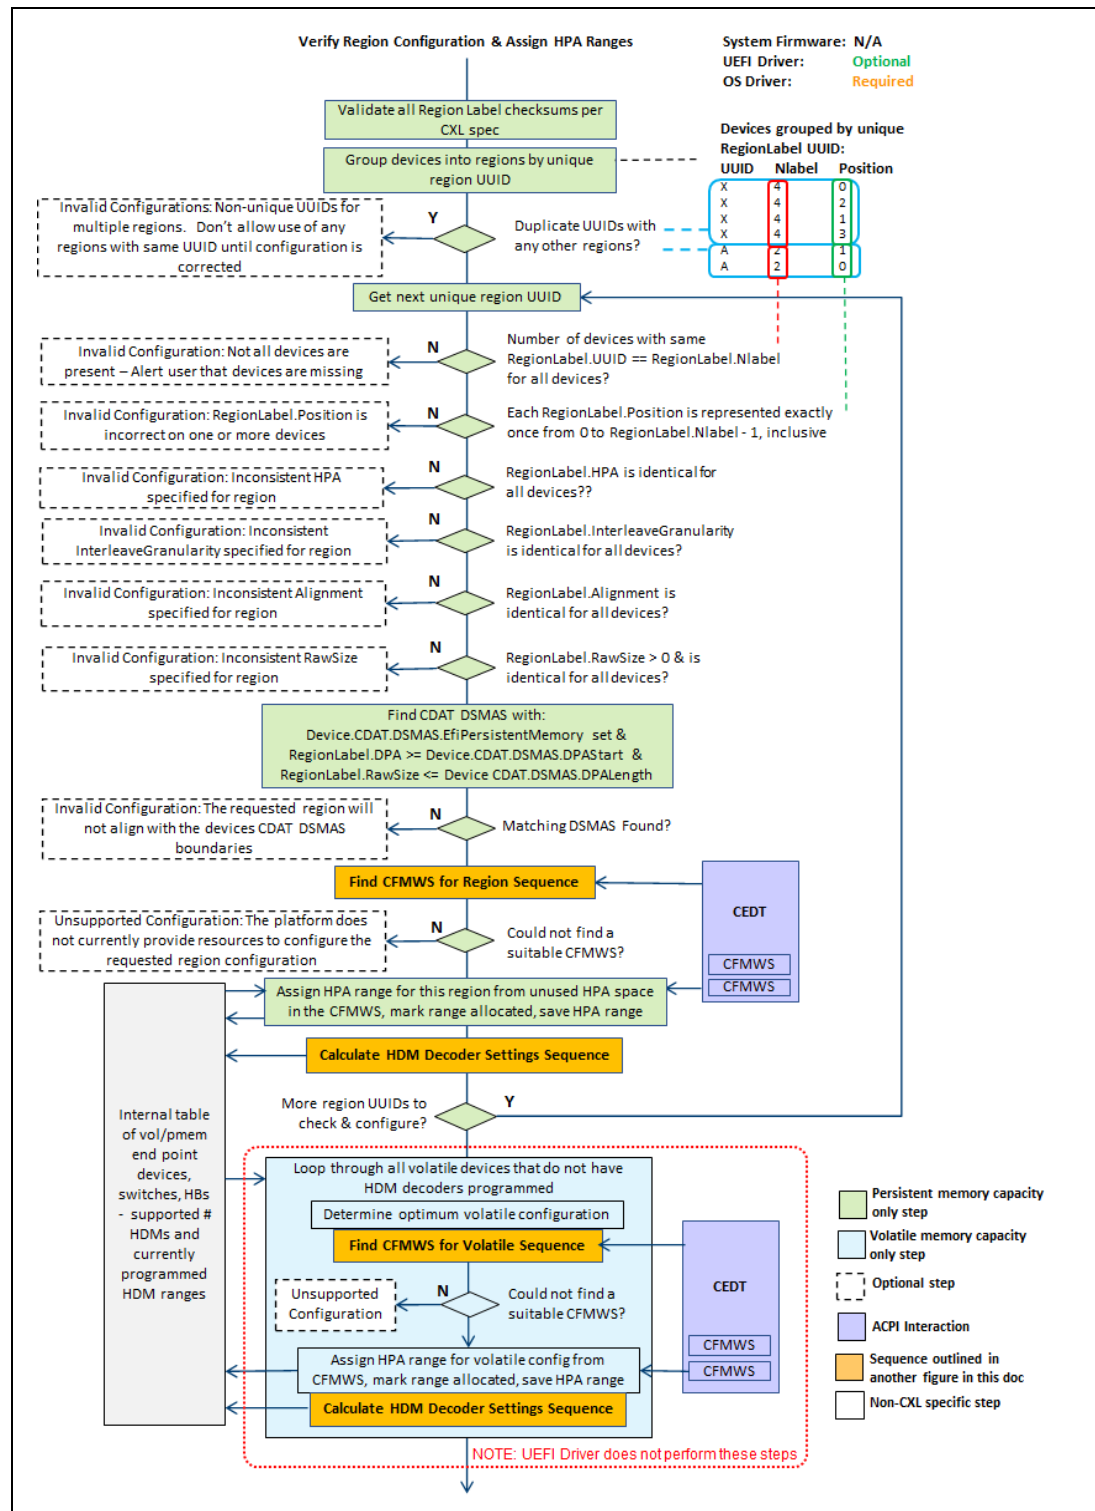 Verify Region Configuration & Assign HPA Ranges
System Firmware: N/A
UEFI Driver: Optional
OS Driver: Required
Validate all Region Label checksums per
CXL spec
Group devices into regions by unique
region UUID
Devices grouped by unique
RegionLabel UUID:
UUID Nlabel Position
X 4 0
X 4 2
X 4 1
X 4 3
A 2 1
A 2 0
Invalid Configurations: Non-unique UUIDs for
multiple regions. Don't allow use of any
regions with same UUID until configuration is
corrected
Y
Duplicate UUIDs with
any other regions?
Get next unique region UUID
Invalid Configuration: Not all devices are
present – Alert user that devices are missing
N
Number of devices with same
RegionLabel.UUID == RegionLabel.Nlabel
for all devices?
Invalid Configuration: RegionLabel.Position is
incorrect on one or more devices
N
Each RegionLabel.Position is represented exactly
once from 0 to RegionLabel.Nlabel - 1, inclusive
Invalid Configuration: Inconsistent HPA
specified for region
N
RegionLabel.HPA is identical for
all devices??
Invalid Configuration: Inconsistent
InterleaveGranularity specified for region
N
RegionLabel.InterleaveGranularity
is identical for all devices?
Invalid Configuration: Inconsistent Alignment
specified for region
N
RegionLabel.Alignment is
identical for all devices?
Invalid Configuration: Inconsistent RawSize
specified for region
N
RegionLabel.RawSize > 0 & is
identical for all devices?
Find CDAT DSMAS with:
Device.CDAT.DSMAS.EfiPersistentMemory set &
RegionLabel.DPA >= Device.CDAT.DSMAS.DPAStart &
RegionLabel.RawSize <= Device CDAT.DSMAS.DPALength
Invalid Configuration: The requested region will
not align with the devices CDAT DSMAS
boundaries
N
Matching DSMAS Found?
Find CFMWS for Region Sequence
CEDT
CFMWS
CFMWS
Unsupported Configuration: The platform does
not currently provide resources to configure the
requested region configuration
N
Could not find a
suitable CFMWS?
Assign HPA range for this region from unused HPA space
in the CFMWS, mark range allocated, save HPA range
Calculate HDM Decoder Settings Sequence
More region UUIDs to
check & configure?
Y
Internal table
of vol/pmem
end point
devices,
switches, HBs
- supported #
HDMs and
currently
programmed
HDM ranges
Loop through all volatile devices that do not have
HDM decoders programmed
Determine optimum volatile configuration
Find CFMWS for Volatile Sequence
Unsupported
Configuration
N
Could not find a
suitable CFMWS?
CEDT
CFMWS
CFMWS
Assign HPA range for volatile config from
CFMWS, mark range allocated, save HPA range
Calculate HDM Decoder Settings Sequence
NOTE: UEFI Driver does not perform these steps
Persistent memory capacity
only step
Volatile memory capacity
only step
Optional step
ACPI Interaction
Sequence outlined in
another figure in this doc
Non-CXL specific step